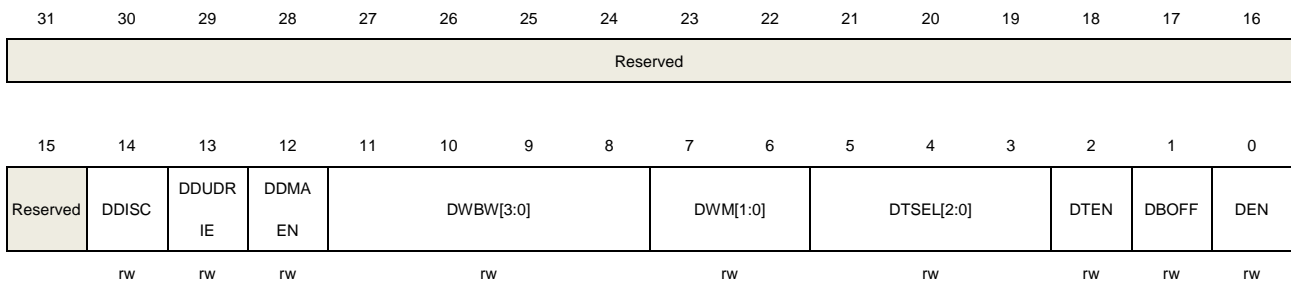 31 30 29 28 27 26 25 24 23 22 21 20 19 18 17 16
Reserved
15 14 13 12 11 10 9 8 7 6 5 4 3 2 1 0
Reserved DDISC DDUDR IE DDMA EN DWBW[3:0] DWM[1:0] DTSEL[2:0] DTEN DBOFF DEN
rw rw rw rw rw rw rw rw rw